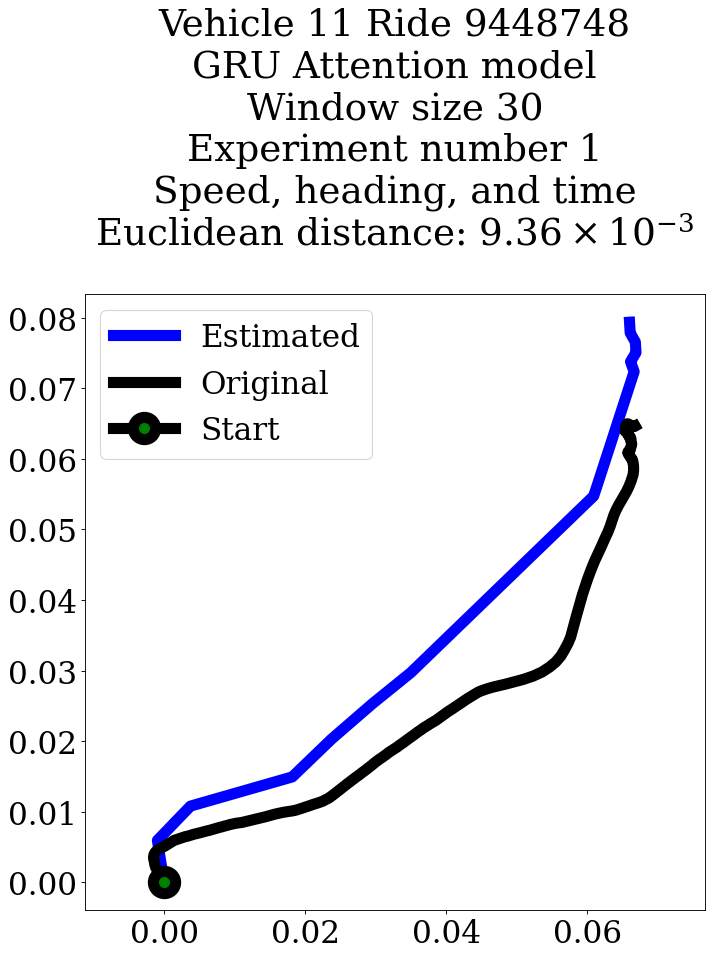 Vehicle 11 Ride 9448748
GRU Attention model
Window size 30
Experiment number 1
Speed, heading, and time
Euclidean distance: 9.36 × 10⁻³
Estimated
Original
Start
0.08
0.07
0.06
0.05
0.04
0.03
0.02
0.01
0.00
0.00 0.02 0.04 0.06